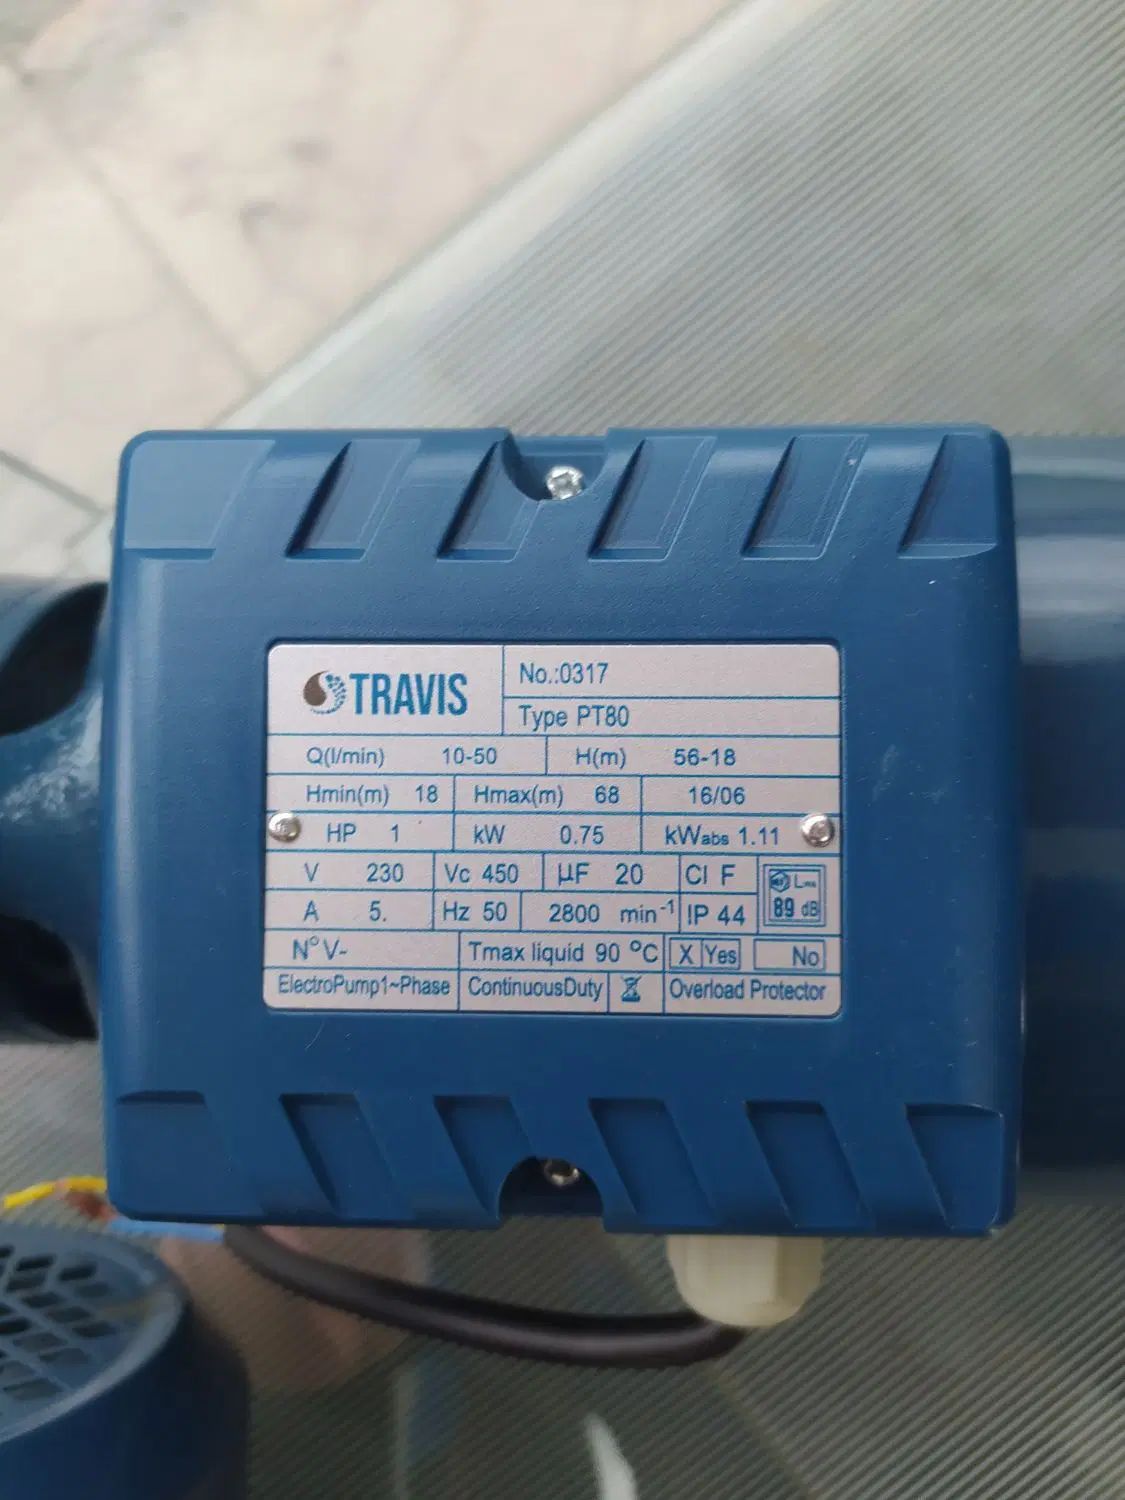 TRAVIS
No.:0317
Type PT80
Q(l/min) 10-50 H(m) 56-18
Hmin(m) 18 Hmax(m) 68 16/06
HP 1 kW 0.75 kWabs 1.11
V 230 Vc 450 µF 20 Cl F
A 5. Hz 50 2800 min⁻¹ IP 44
89 dB
N° V~ Tmax liquid 90 °C X Yes No
ElectroPump1~Phase ContinuousDuty Overload Protector